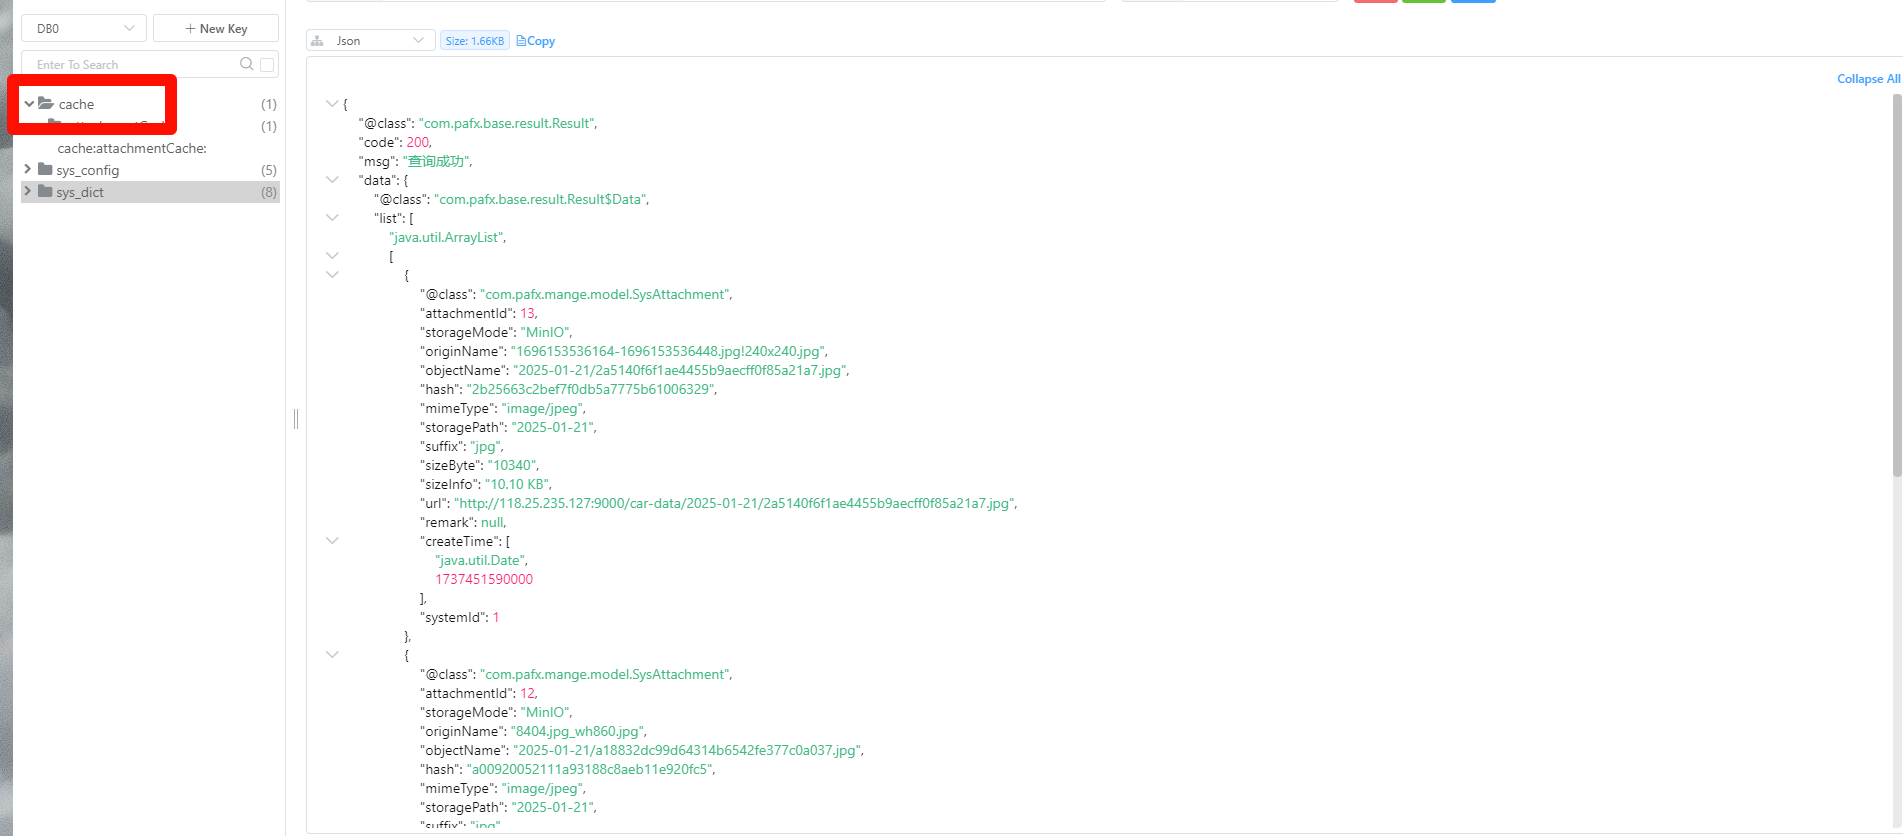 DB0
+ New Key
Enter To Search
cache (1)
(1)
cache:attachmentCache:
sys_config (5)
sys_dict (8)
Json
Size: 1.66KB
Copy
Collapse All
{
"@class": "com.pafx.base.result.Result",
"code": 200,
"msg": "查询成功",
"data": {
"@class": "com.pafx.base.result.Result$Data",
"list": [
"java.util.ArrayList",
[
{
"@class": "com.pafx.mange.model.SysAttachment",
"attachmentId": 13,
"storageMode": "MinIO",
"originName": "1696153536164-1696153536448.jpg!240x240.jpg",
"objectName": "2025-01-21/2a5140f6f1ae4455b9aecff0f85a21a7.jpg",
"hash": "2b25663c2bef7f0db5a7775b61006329",
"mimeType": "image/jpeg",
"storagePath": "2025-01-21",
"suffix": "jpg",
"sizeByte": "10340",
"sizeInfo": "10.10 KB",
"url": "http://118.25.235.127:9000/car-data/2025-01-21/2a5140f6f1ae4455b9aecff0f85a21a7.jpg",
"remark": null,
"createTime": [
"java.util.Date",
1737451590000
],
"systemId": 1
},
{
"@class": "com.pafx.mange.model.SysAttachment",
"attachmentId": 12,
"storageMode": "MinIO",
"originName": "8404.jpg_wh860.jpg",
"objectName": "2025-01-21/a18832dc99d64314b6542fe377c0a037.jpg",
"hash": "a00920052111a93188c8aeb11e920fc5",
"mimeType": "image/jpeg",
"storagePath": "2025-01-21",
"suffix": "jpg"